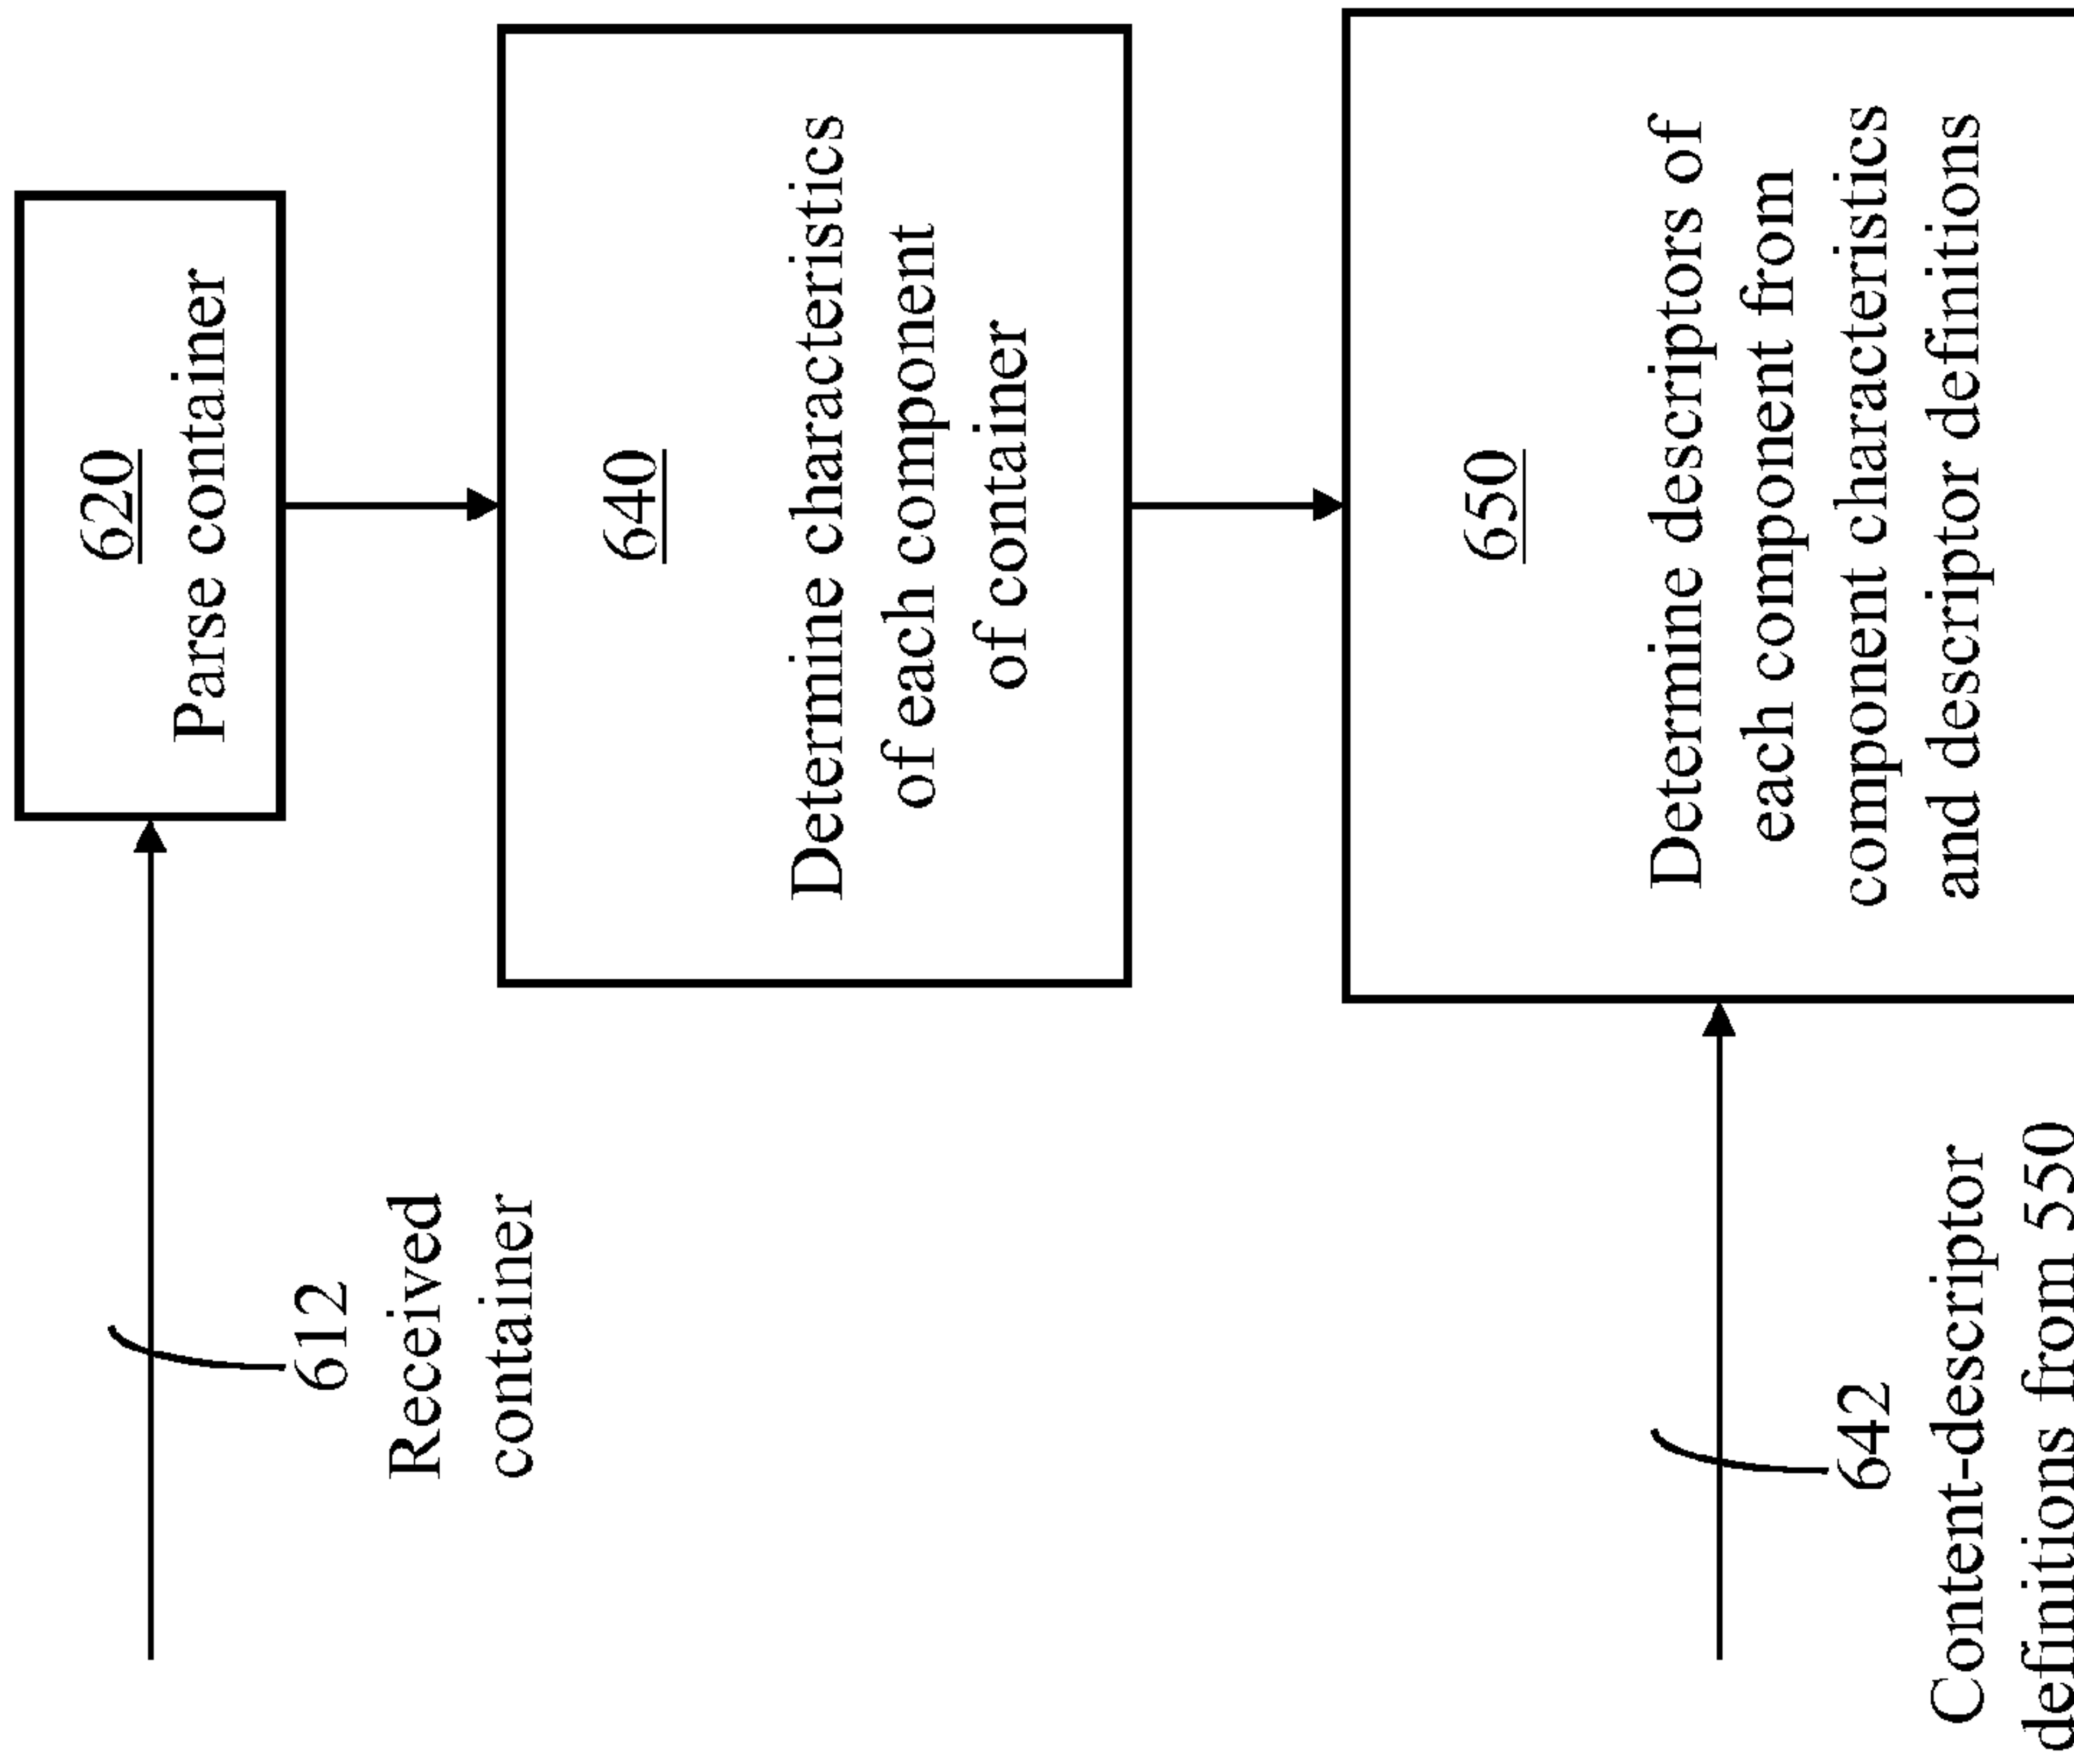 620
Parse container
612
Received
container
640
Determine characteristics
of each component
of container
650
Determine descriptors of
each component from
component characteristics
and descriptor definitions
642
Content-descriptor
definitions from 550